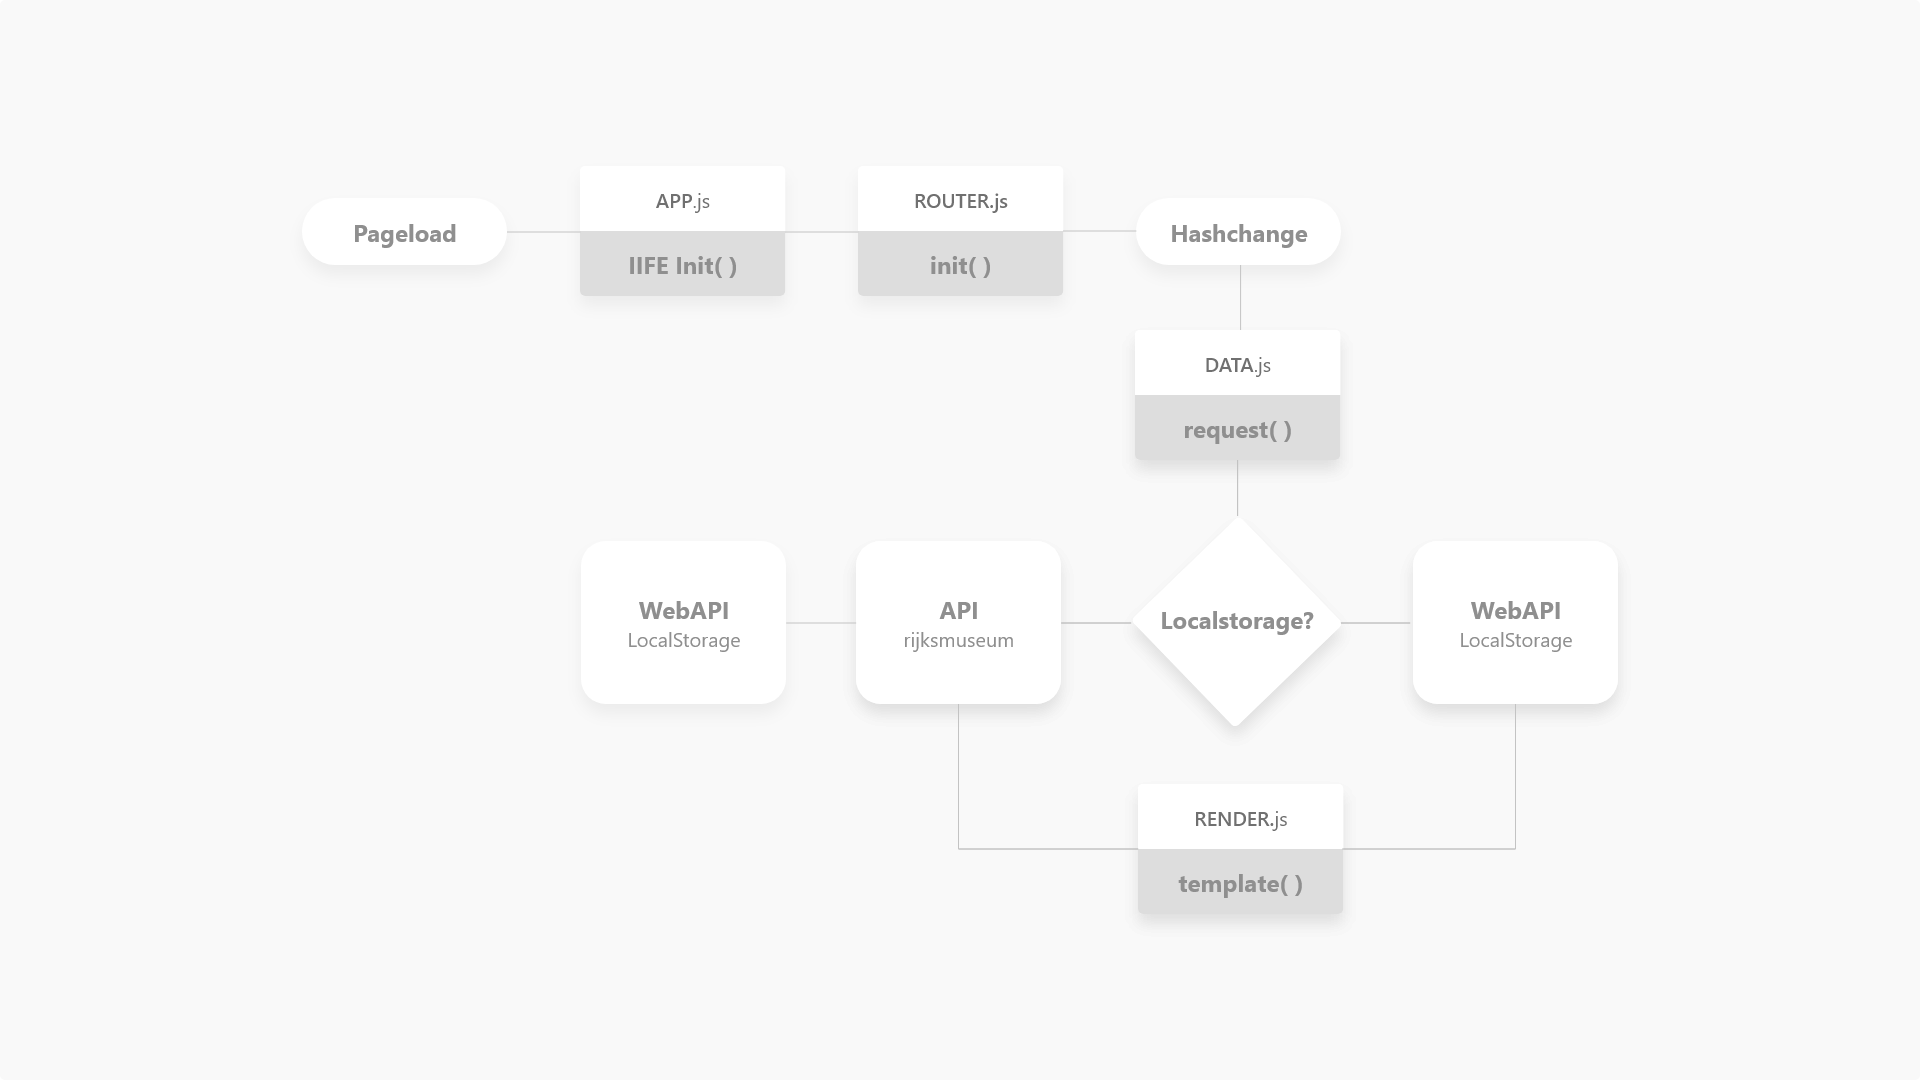 Pageload
APP.js
IIFE Init( )
ROUTER.js
init( )
Hashchange
DATA.js
request( )
WebAPI
LocalStorage
API
rijksmuseum
Localstorage?
WebAPI
LocalStorage
RENDER.js
template( )